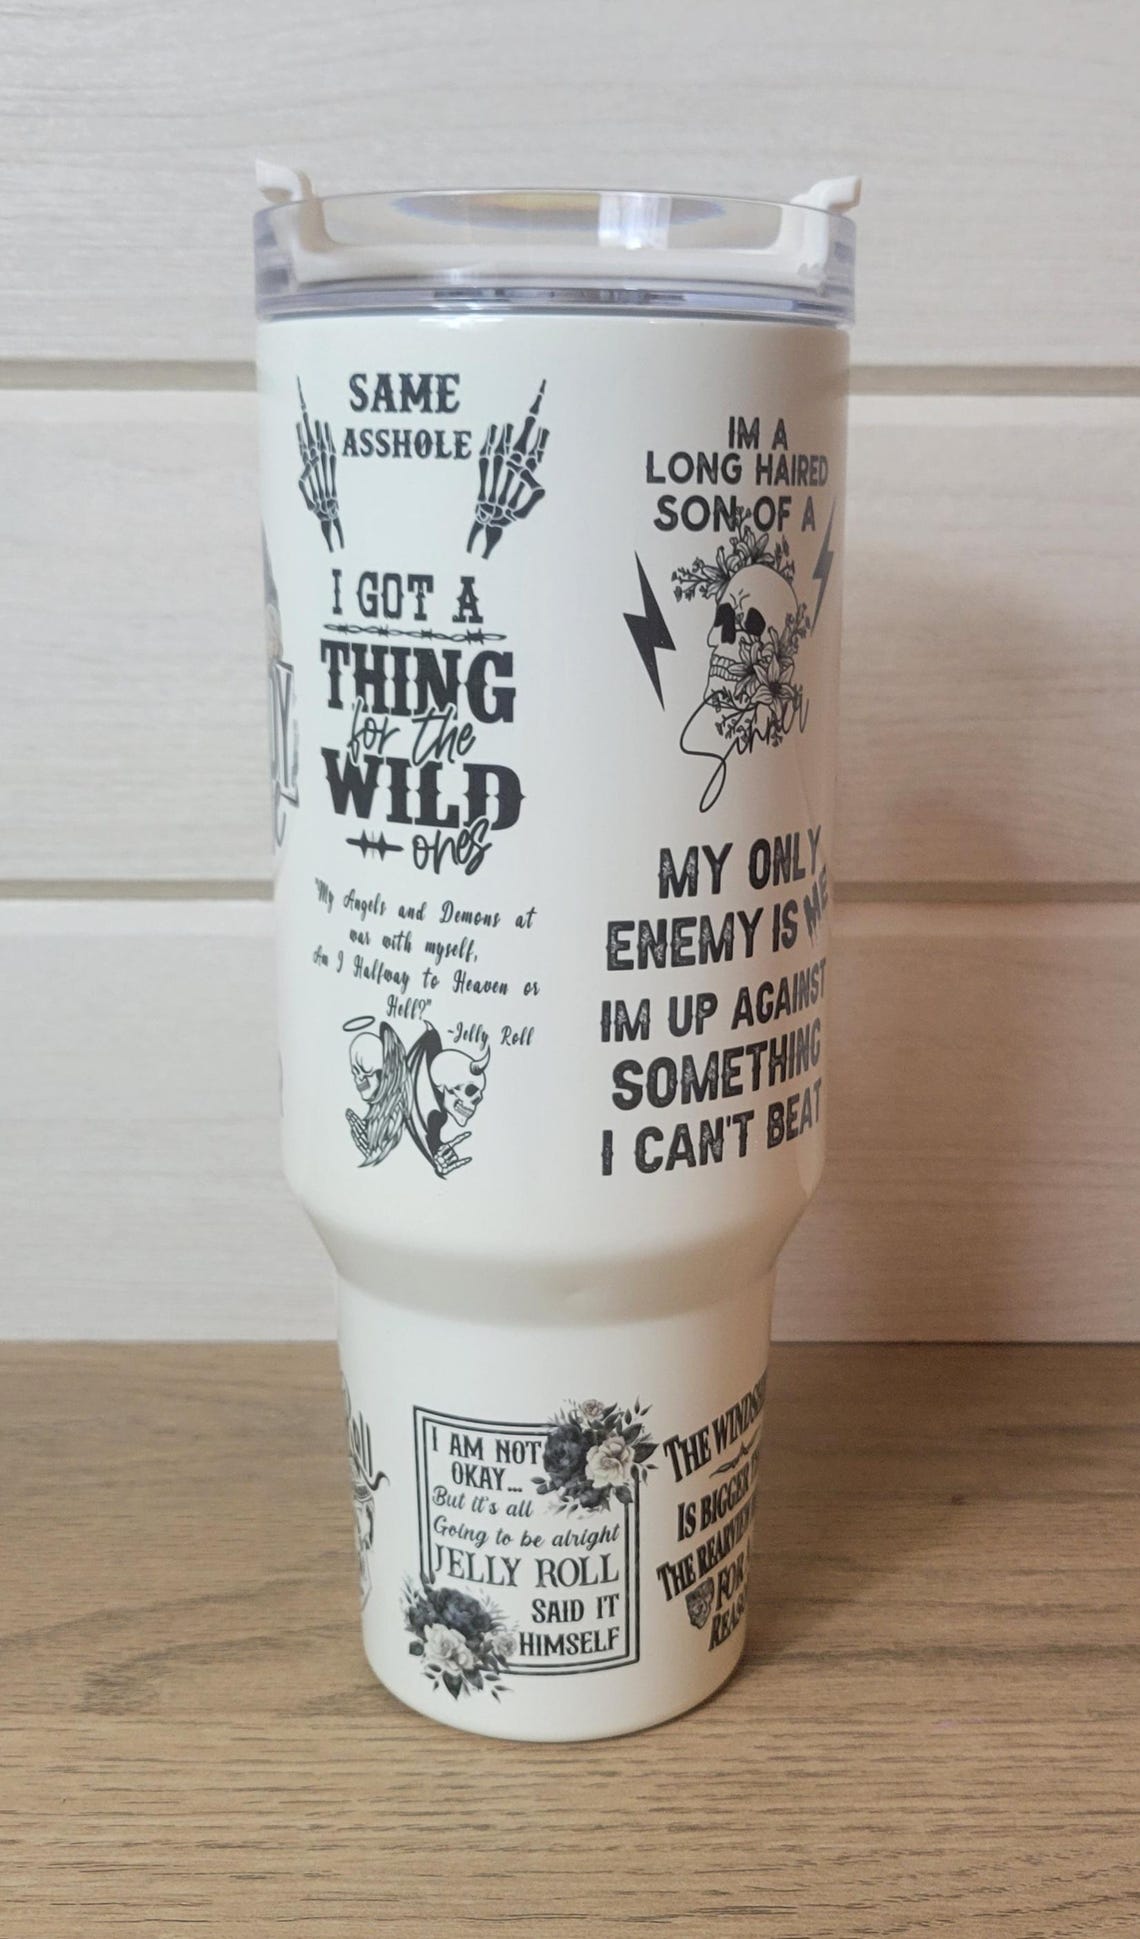 SAME
ASSHOLE
I GOT A
THING
for the
WILD
ones
"My Angels and Demons at
war with myself,
Am I Halfway to Heaven or
Hell?"
-Jelly Roll
IM A
LONG HAIRED
SON OF A
Sinner
MY ONLY
ENEMY IS ME
IM UP AGAINST
SOMETHING
I CAN'T BEAT
I AM NOT
OKAY...
But it's all
Going to be alright
JELLY ROLL
SAID IT
HIMSELF
THE
IS BIGGER
THE
FOR